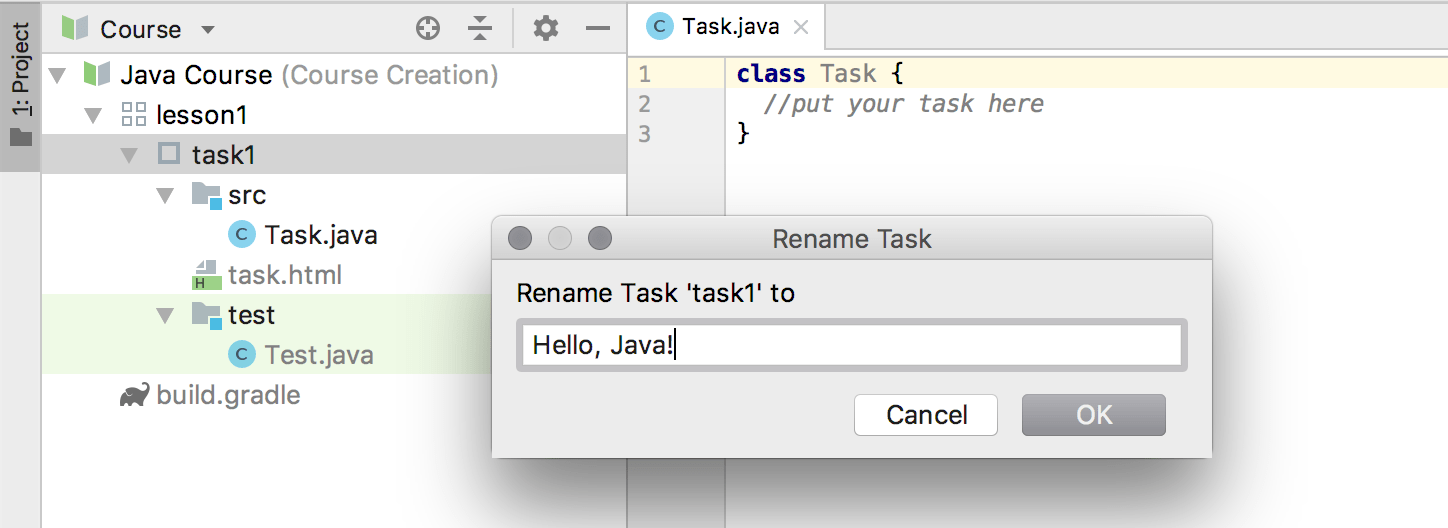 1: Project
Course
Java Course (Course Creation)
lesson1
task1
src
C Task.java
H task.html
test
C Test.java
build.gradle
C Task.java
1 class Task {
2 //put your task here
3 }
Rename Task
Rename Task 'task1' to
Hello, Java!
Cancel OK